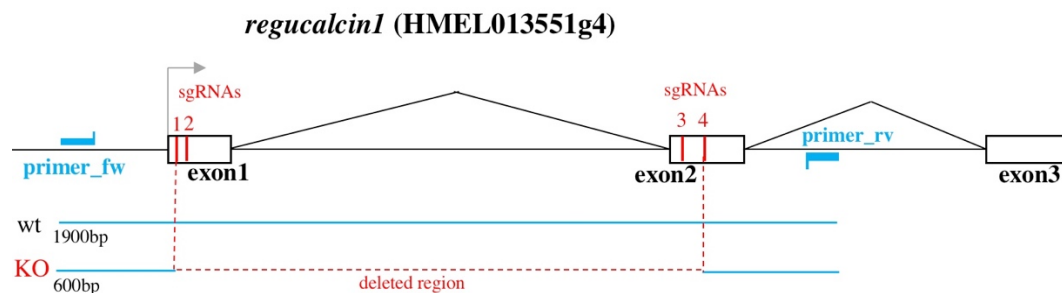 regucalcin1 (HMEL013551g4)
sgRNAs
sgRNAs
1 2
3 4
primer_fw
primer_rv
exon1
exon2
exon3
wt
1900bp
KO
deleted region
600bp